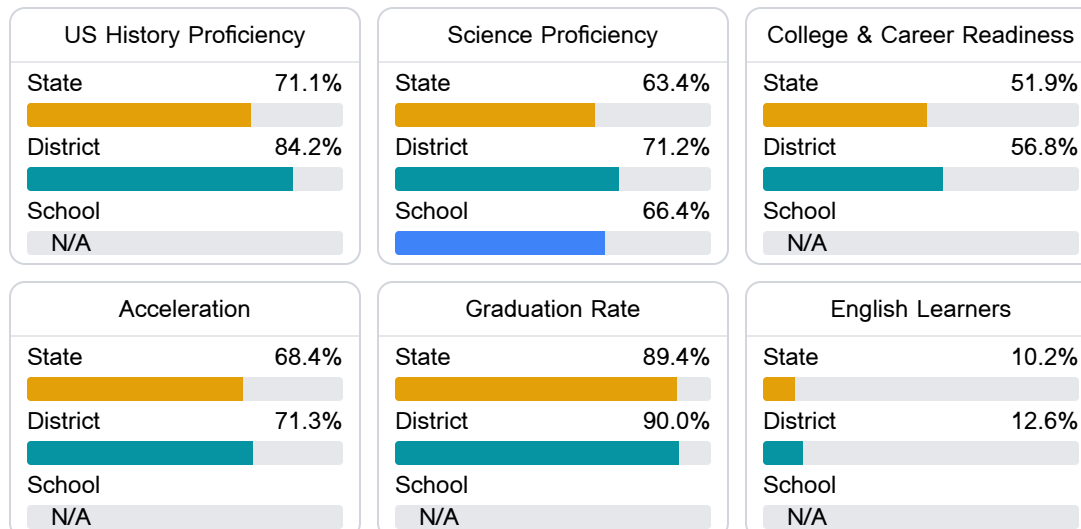 US History Proficiency
State 71.1%
District 84.2%
School
N/A
Science Proficiency
State 63.4%
District 71.2%
School 66.4%
College & Career Readiness
State 51.9%
District 56.8%
School
N/A
Acceleration
State 68.4%
District 71.3%
School
N/A
Graduation Rate
State 89.4%
District 90.0%
School
N/A
English Learners
State 10.2%
District 12.6%
School
N/A